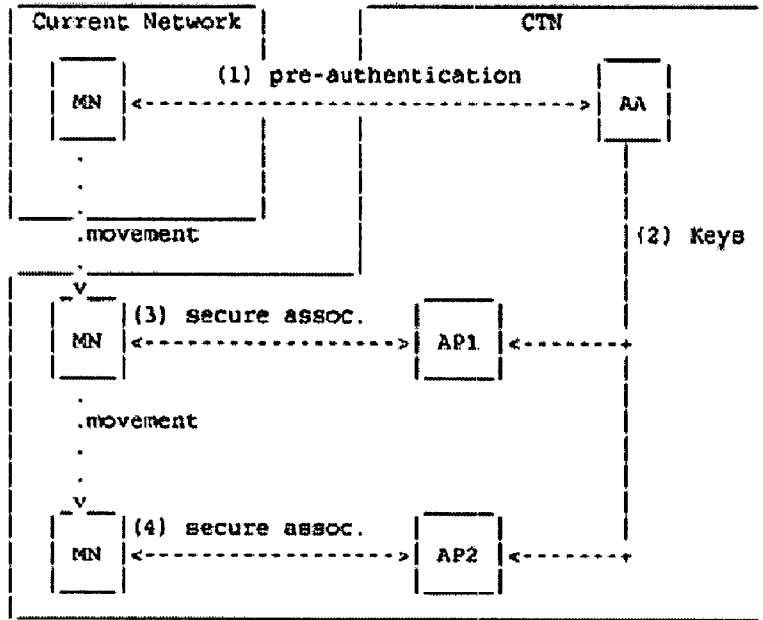 Current Network
CTN
(1) pre-authentication
MN
AA
.movement
(2) Keys
(3) secure assoc.
MN
AP1
.movement
(4) secure assoc.
MN
AP2